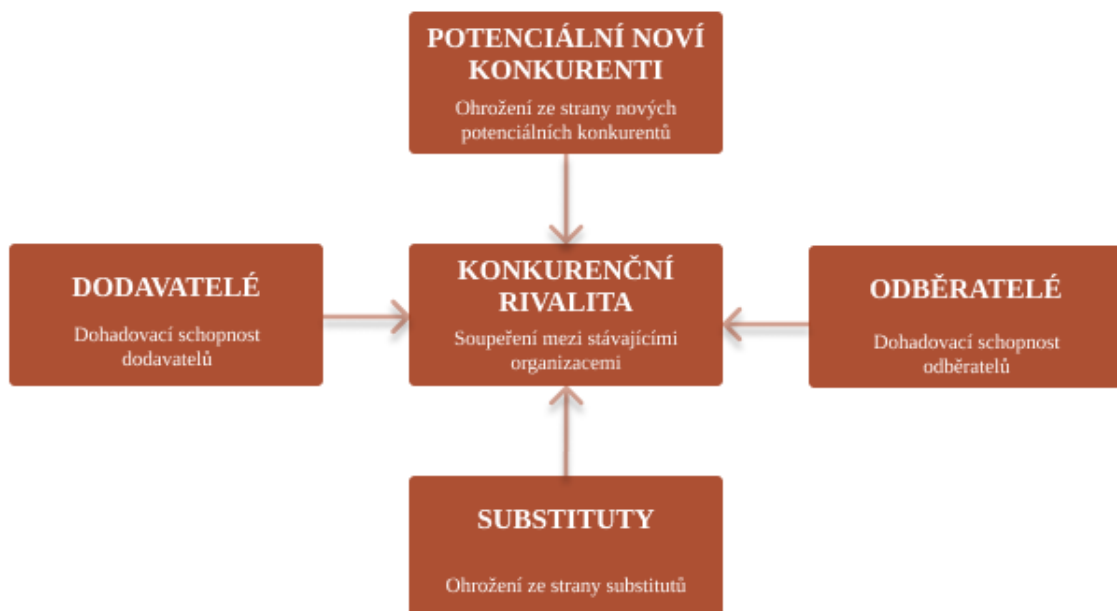 POTENCIÁLNÍ NOVÍ
KONKURENTI
Ohrožení ze strany nových
potenciálních konkurentů
DODAVATELÉ
Dohadovací schopnost
dodavatelů
KONKURENČNÍ
RIVALITA
Soupeření mezi stávajícími
organizacemi
ODBĚRATELÉ
Dohadovací schopnost
odběratelů
SUBSTITUTY
Ohrožení ze strany substitutů